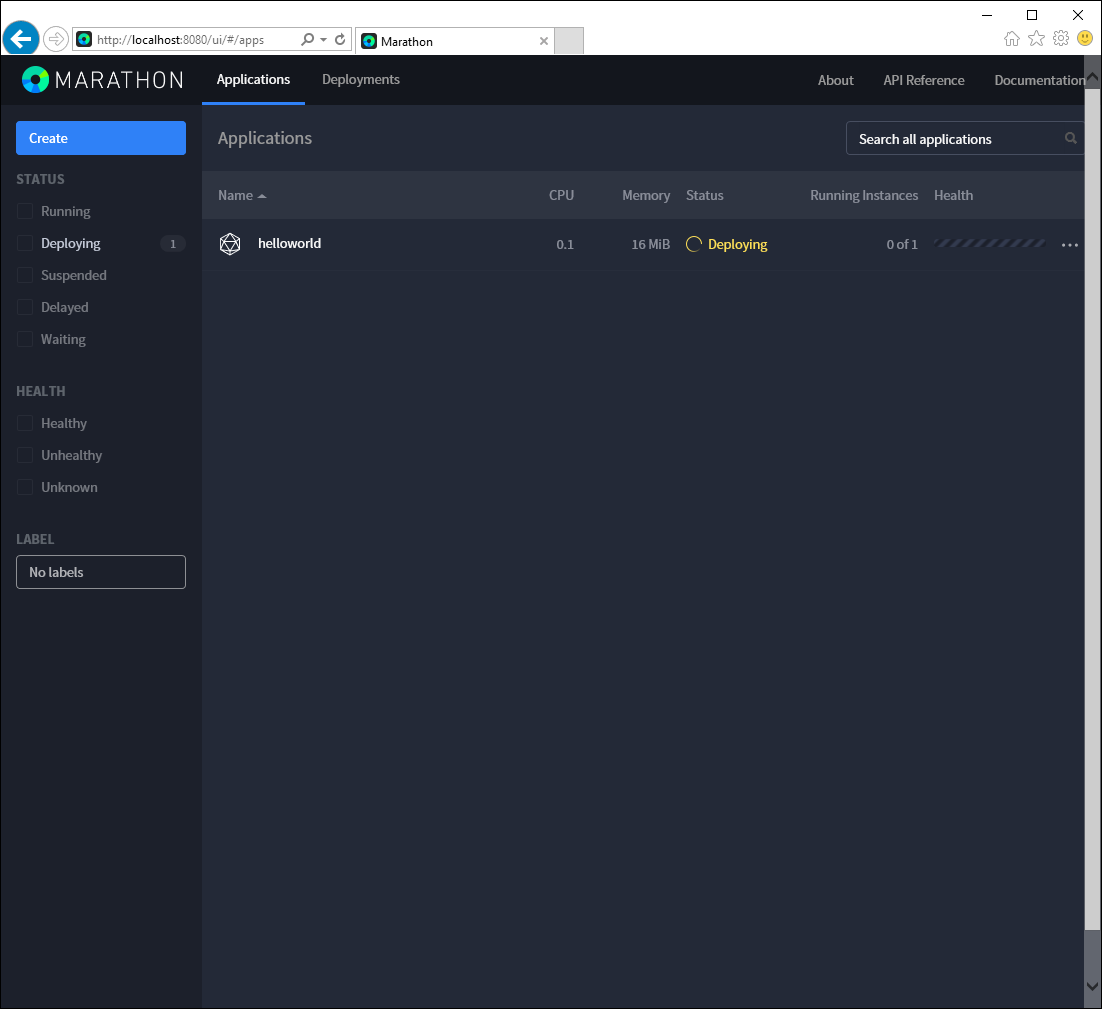 http://localhost:8080/ui/#/apps
Marathon
MARATHON
Applications
Deployments
About
API Reference
Documentation
Create
STATUS
Running
Deploying 1
Suspended
Delayed
Waiting
HEALTH
Healthy
Unhealthy
Unknown
LABEL
No labels
Applications
Search all applications
Name CPU Memory Status Running Instances Health
helloworld 0.1 16 MiB Deploying 0 of 1